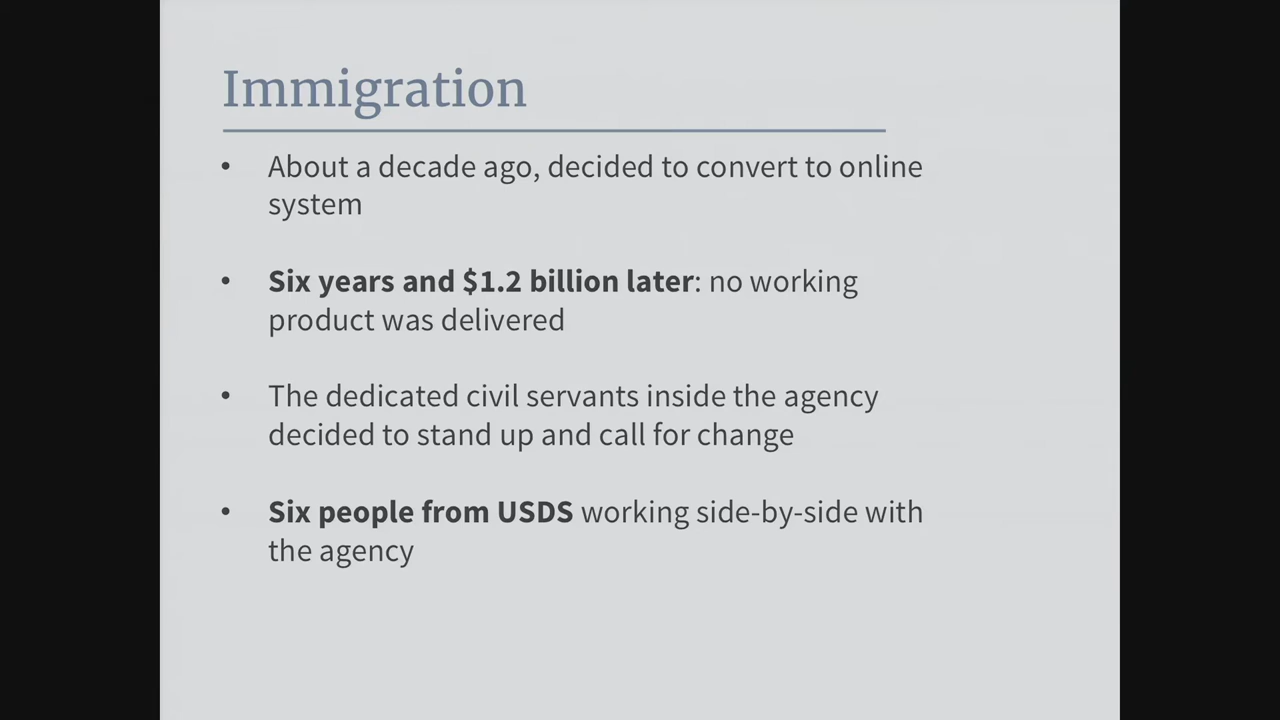 Immigration
• About a decade ago, decided to convert to online
system
• Six years and $1.2 billion later: no working
product was delivered
• The dedicated civil servants inside the agency
decided to stand up and call for change
• Six people from USDS working side-by-side with
the agency